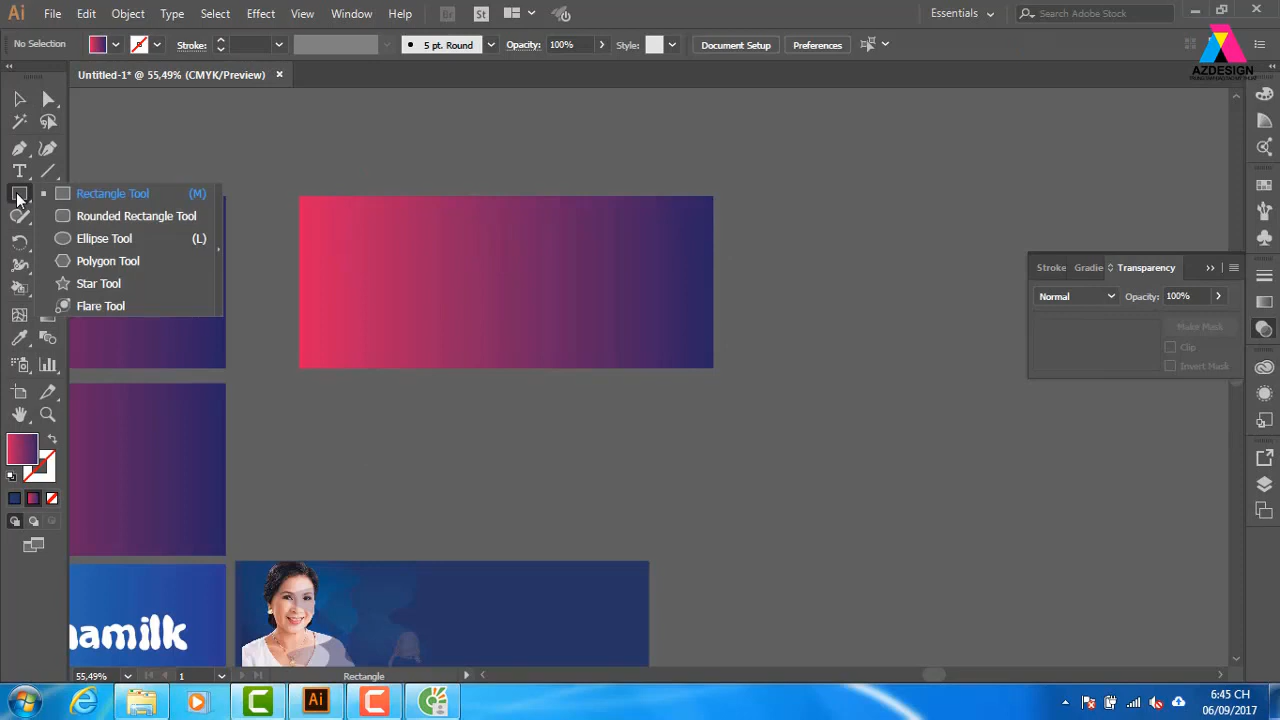 Ai File Edit Object Type Select Effect View Window Help Br St Essentials Search Adobe Stock
No Selection Stroke: 5 pt. Round Opacity: 100% Style: Document Setup Preferences
AZDESIGN
Untitled-1* @ 55,49% (CMYK/Preview)
Rectangle Tool (M)
Rounded Rectangle Tool
Ellipse Tool (L)
Polygon Tool
Star Tool
Flare Tool
Stroke Gradie Transparency
Normal Opacity: 100%
Make Mask
Clip
Invert Mask
namilk
55,49% 1 Rectangle
Ai
6:45 CH
06/09/2017